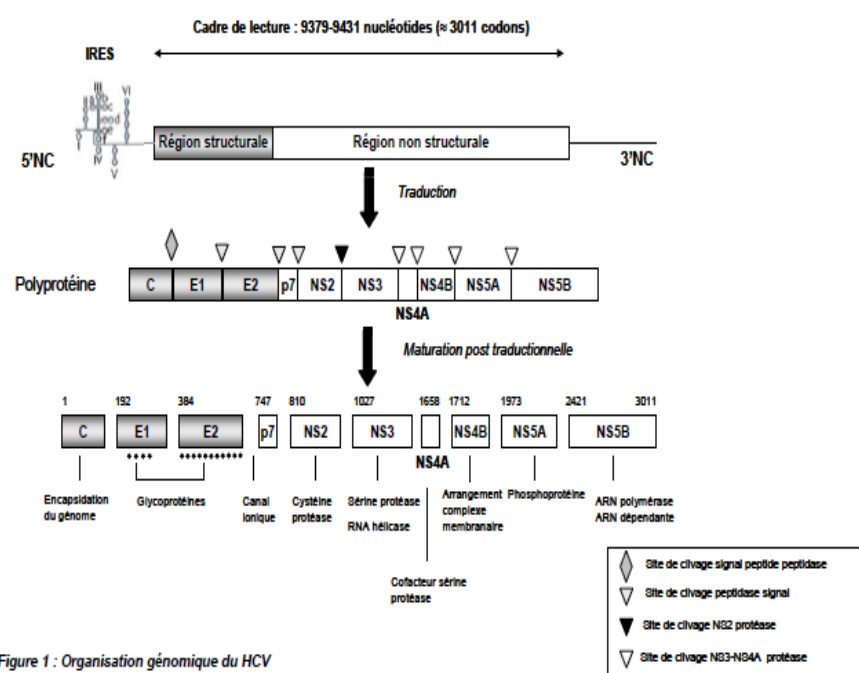 Cadre de lecture : 9379-9431 nucléotides (≈ 3011 codons)
IRES
III
VI
IV
V
I
Région structurale
Région non structurale
5'NC
3'NC
Traduction
Polyprotéine
C E1 E2 p7 NS2 NS3 NS4B NS5A NS5B
NS4A
Maturation post traductionnelle
1 192 384 747 810 1027 1658 1712 1973 2421 3011
C E1 E2 p7 NS2 NS3 NS4B NS5A NS5B
NS4A
Encapsidation
du génome
Glycoprotéines
Canal
ionique
Cystéine
protéase
Sérine protéase
RNA hélicase
Arrangement
complexe
membranaire
Phosphoprotéine
ARN polymérase
ARN dépendante
Cofacteur sérine
protéase
Site de clivage signal peptide peptidase
Site de clivage peptidase signal
Site de clivage NS2 protéase
Site de clivage NS3-NS4A protéase
Figure 1 : Organisation génomique du HCV